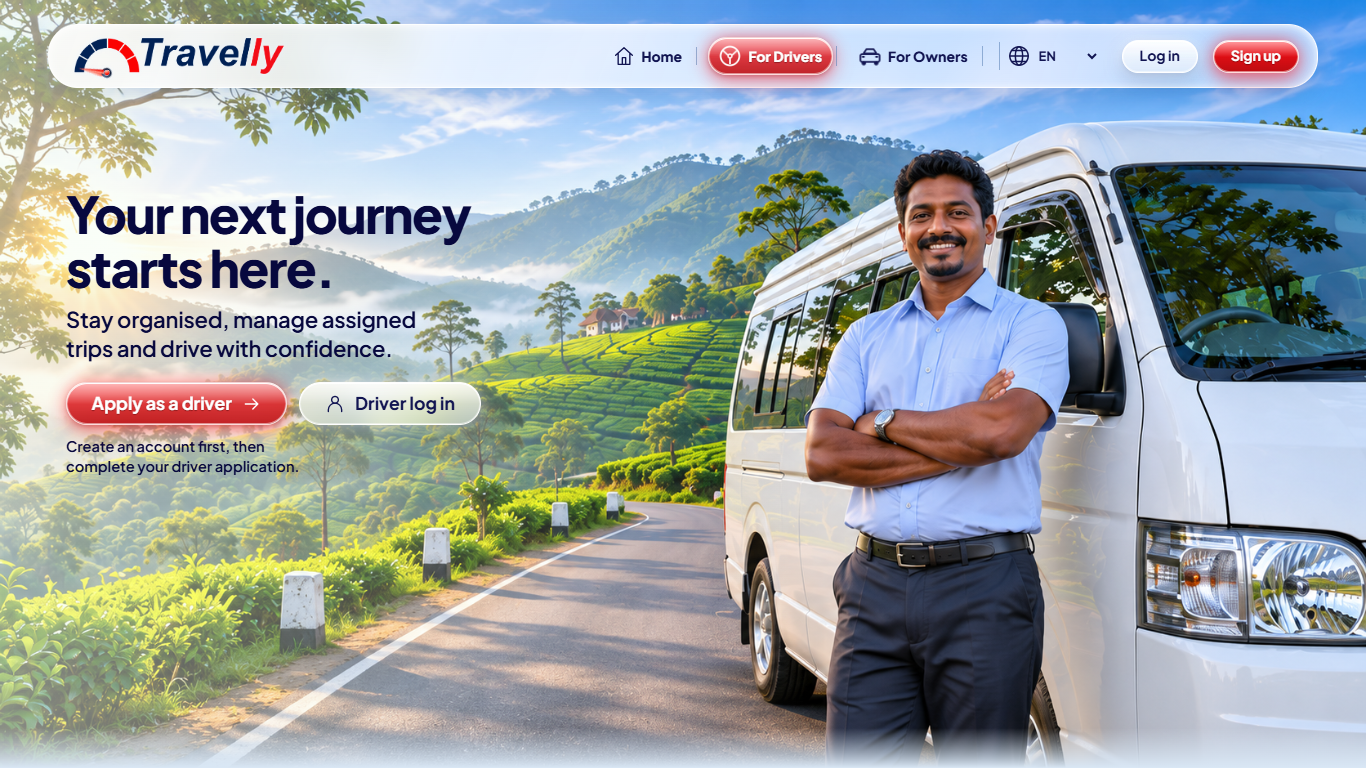 Travelly
Home
For Drivers
For Owners
EN
Log in
Sign up
Your next journey
starts here.
Stay organised, manage assigned
trips and drive with confidence.
Apply as a driver
Driver log in
Create an account first, then
complete your driver application.